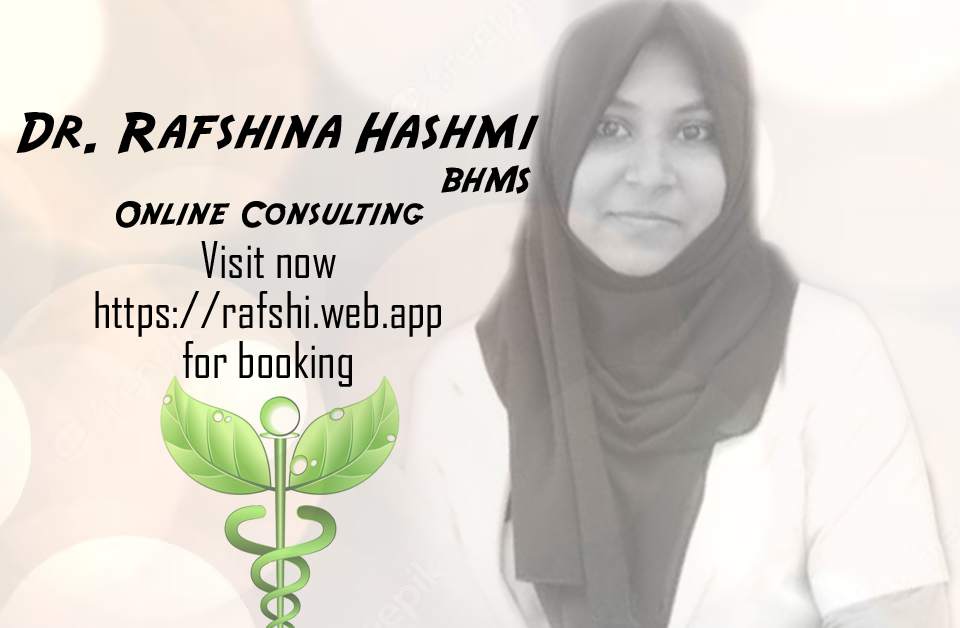 Dr. Rafshina Hashmi
BHMS
Online Consulting
Visit now
https://rafshi.web.app
for booking